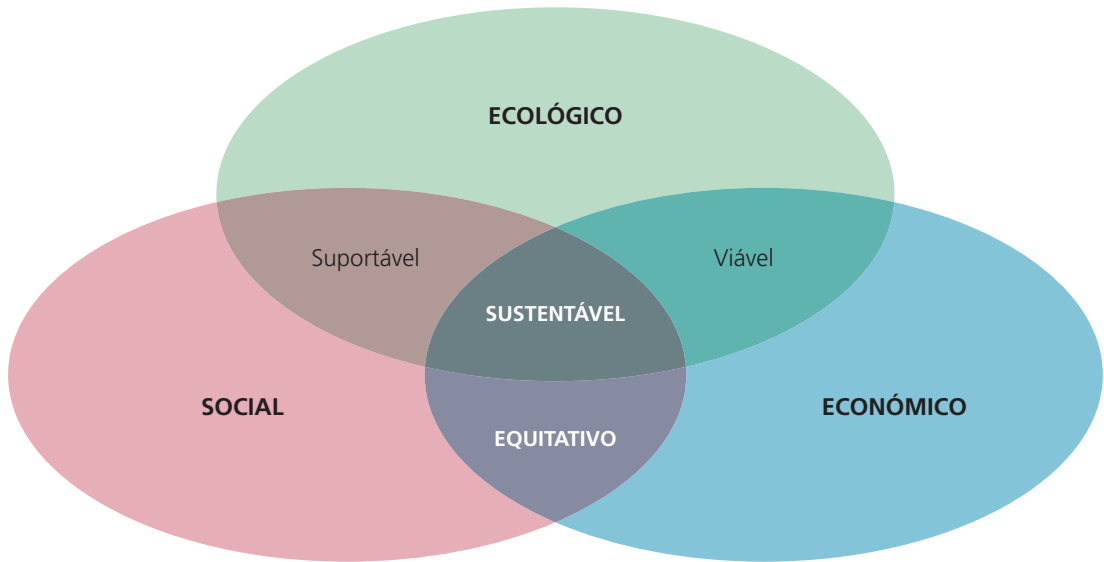 ECOLÓGICO
Suportável
Viável
SUSTENTÁVEL
SOCIAL
ECONÓMICO
EQUITATIVO